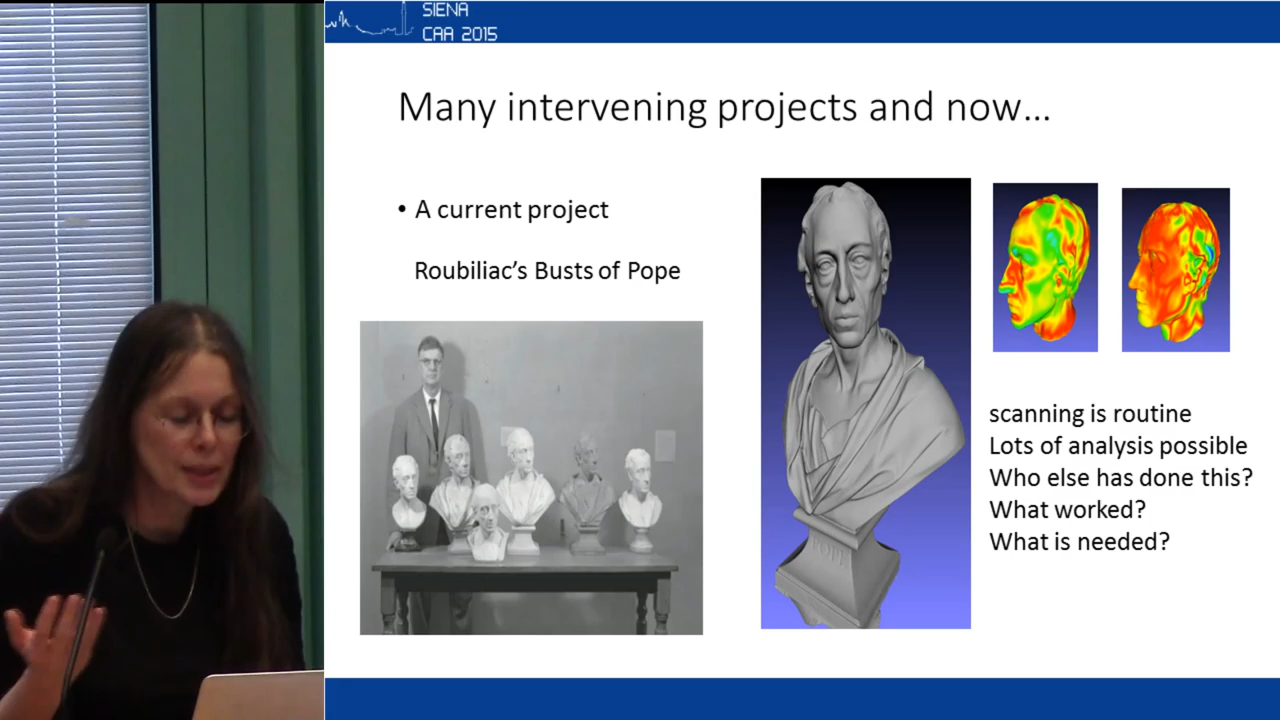 SIENA
CAA 2015
Many intervening projects and now…
• A current project
Roubiliac’s Busts of Pope
scanning is routine
Lots of analysis possible
Who else has done this?
What worked?
What is needed?